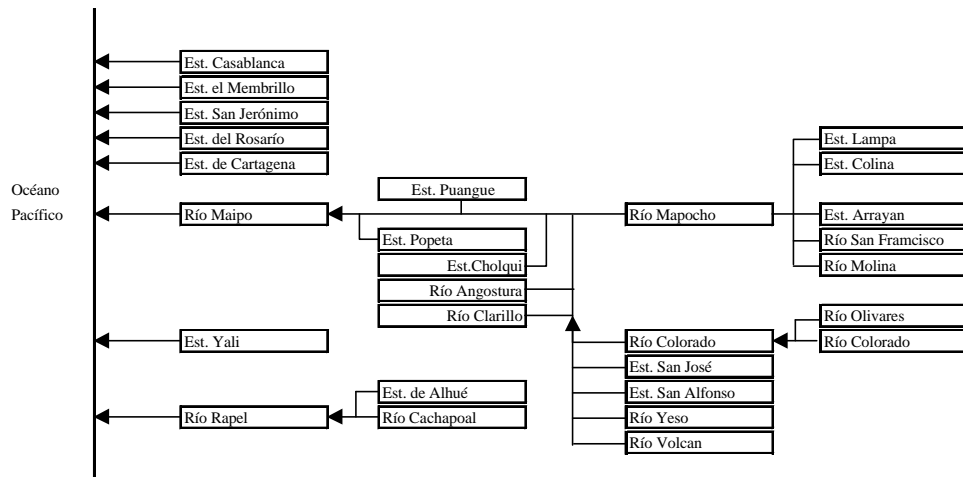 Est. Casablanca
Est. el Membrillo
Est. San Jerónimo
Est. del Rosarío
Est. de Cartagena
Océano
Pacífico
Río Maipo
Est. Yali
Río Rapel
Est. Puangue
Est. Popeta
Est.Cholqui
Río Angostura
Río Clarillo
Est. de Alhué
Río Cachapoal
Río Mapocho
Río Colorado
Est. San José
Est. San Alfonso
Río Yeso
Río Volcan
Est. Lampa
Est. Colina
Est. Arrayan
Río San Framcisco
Río Molina
Río Olivares
Río Colorado